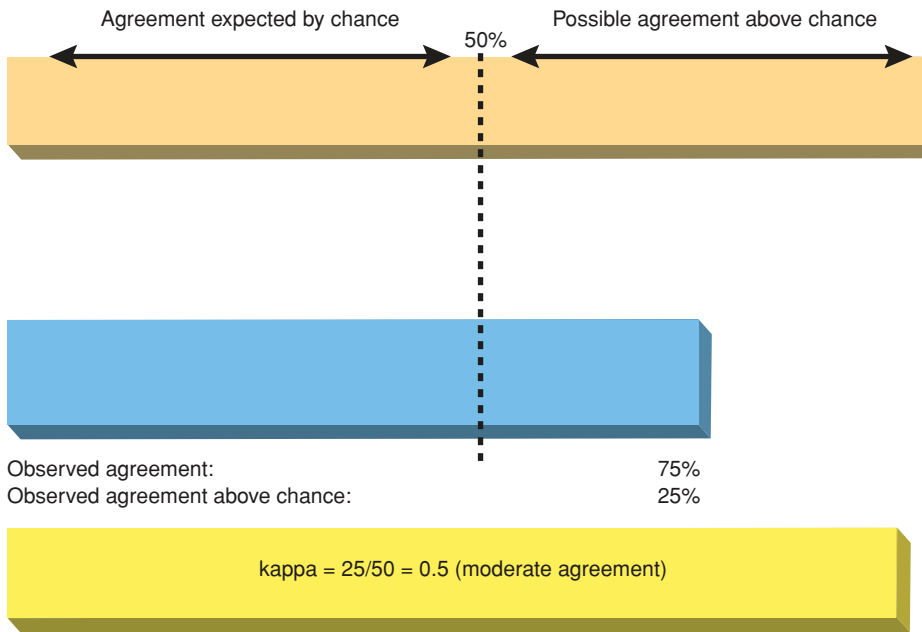 Agreement expected by chance
Possible agreement above chance
50%
Observed agreement: 75%
Observed agreement above chance: 25%
kappa = 25/50 = 0.5 (moderate agreement)